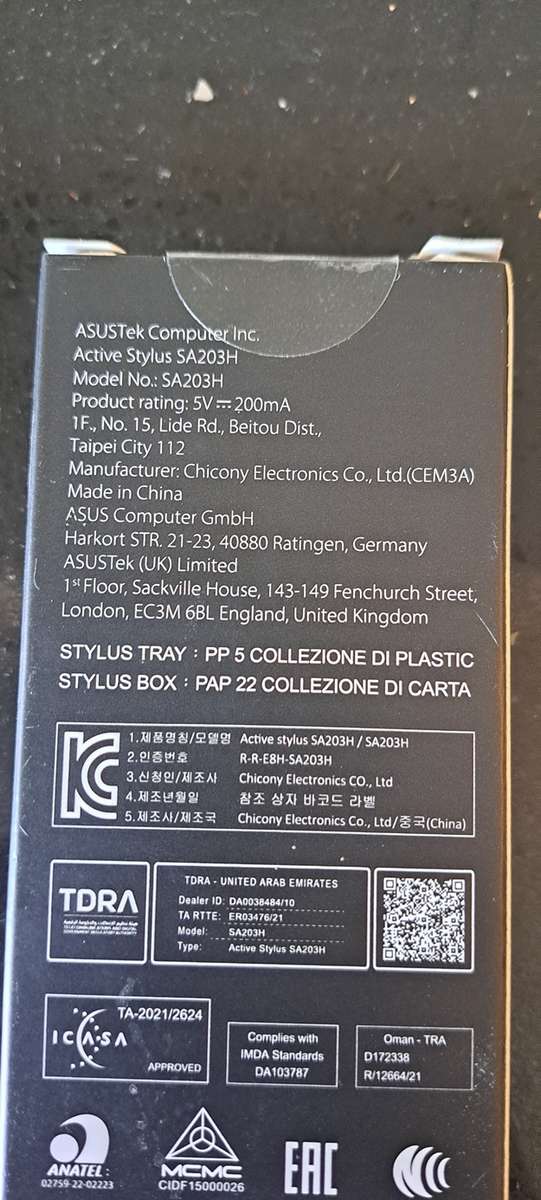 ASUSTek Computer Inc.
Active Stylus SA203H
Model No.: SA203H
Product rating: 5V⎓200mA
1F., No. 15, Lide Rd., Beitou Dist.,
Taipei City 112
Manufacturer: Chicony Electronics Co., Ltd.(CEM3A)
Made in China
ASUS Computer GmbH
Harkort STR. 21-23, 40880 Ratingen, Germany
ASUSTek (UK) Limited
1st Floor, Sackville House, 143-149 Fenchurch Street,
London, EC3M 6BL England, United Kingdom
STYLUS TRAY : PP 5 COLLEZIONE DI PLASTIC
STYLUS BOX : PAP 22 COLLEZIONE DI CARTA
KC
1.제품명칭/모델명 Active stylus SA203H / SA203H
2.인증번호 R-R-E8H-SA203H
3.신청인/제조사 Chicony Electronics CO., Ltd
4.제조년월일 참조 상자 바코드 라벨
5.제조사/제조국 Chicony Electronics Co., Ltd/중국(China)
TDRA
TDRA - UNITED ARAB EMIRATES
Dealer ID: DA0038484/10
TA RTTE: ER03476/21
Model: SA203H
Type: Active Stylus SA203H
ICASA
TA-2021/2624
APPROVED
Complies with
IMDA Standards
DA103787
Oman - TRA
D172338
R/12664/21
ANATEL:
02759-22-02223
MCMC
CIDF15000026
EAC